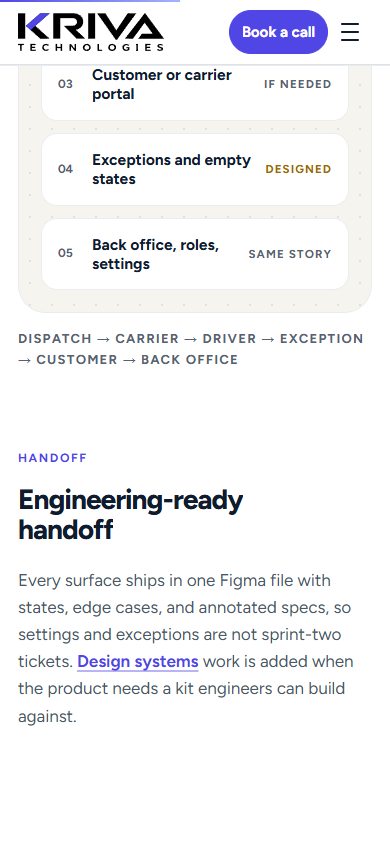 KRIVA
TECHNOLOGIES
Book a call
03
Customer or carrier
portal
IF NEEDED
04
Exceptions and empty
states
DESIGNED
05
Back office, roles,
settings
SAME STORY
DISPATCH → CARRIER → DRIVER → EXCEPTION
→ CUSTOMER → BACK OFFICE
HANDOFF
Engineering-ready
handoff
Every surface ships in one Figma file with
states, edge cases, and annotated specs, so
settings and exceptions are not sprint-two
tickets. Design systems work is added when
the product needs a kit engineers can build
against.